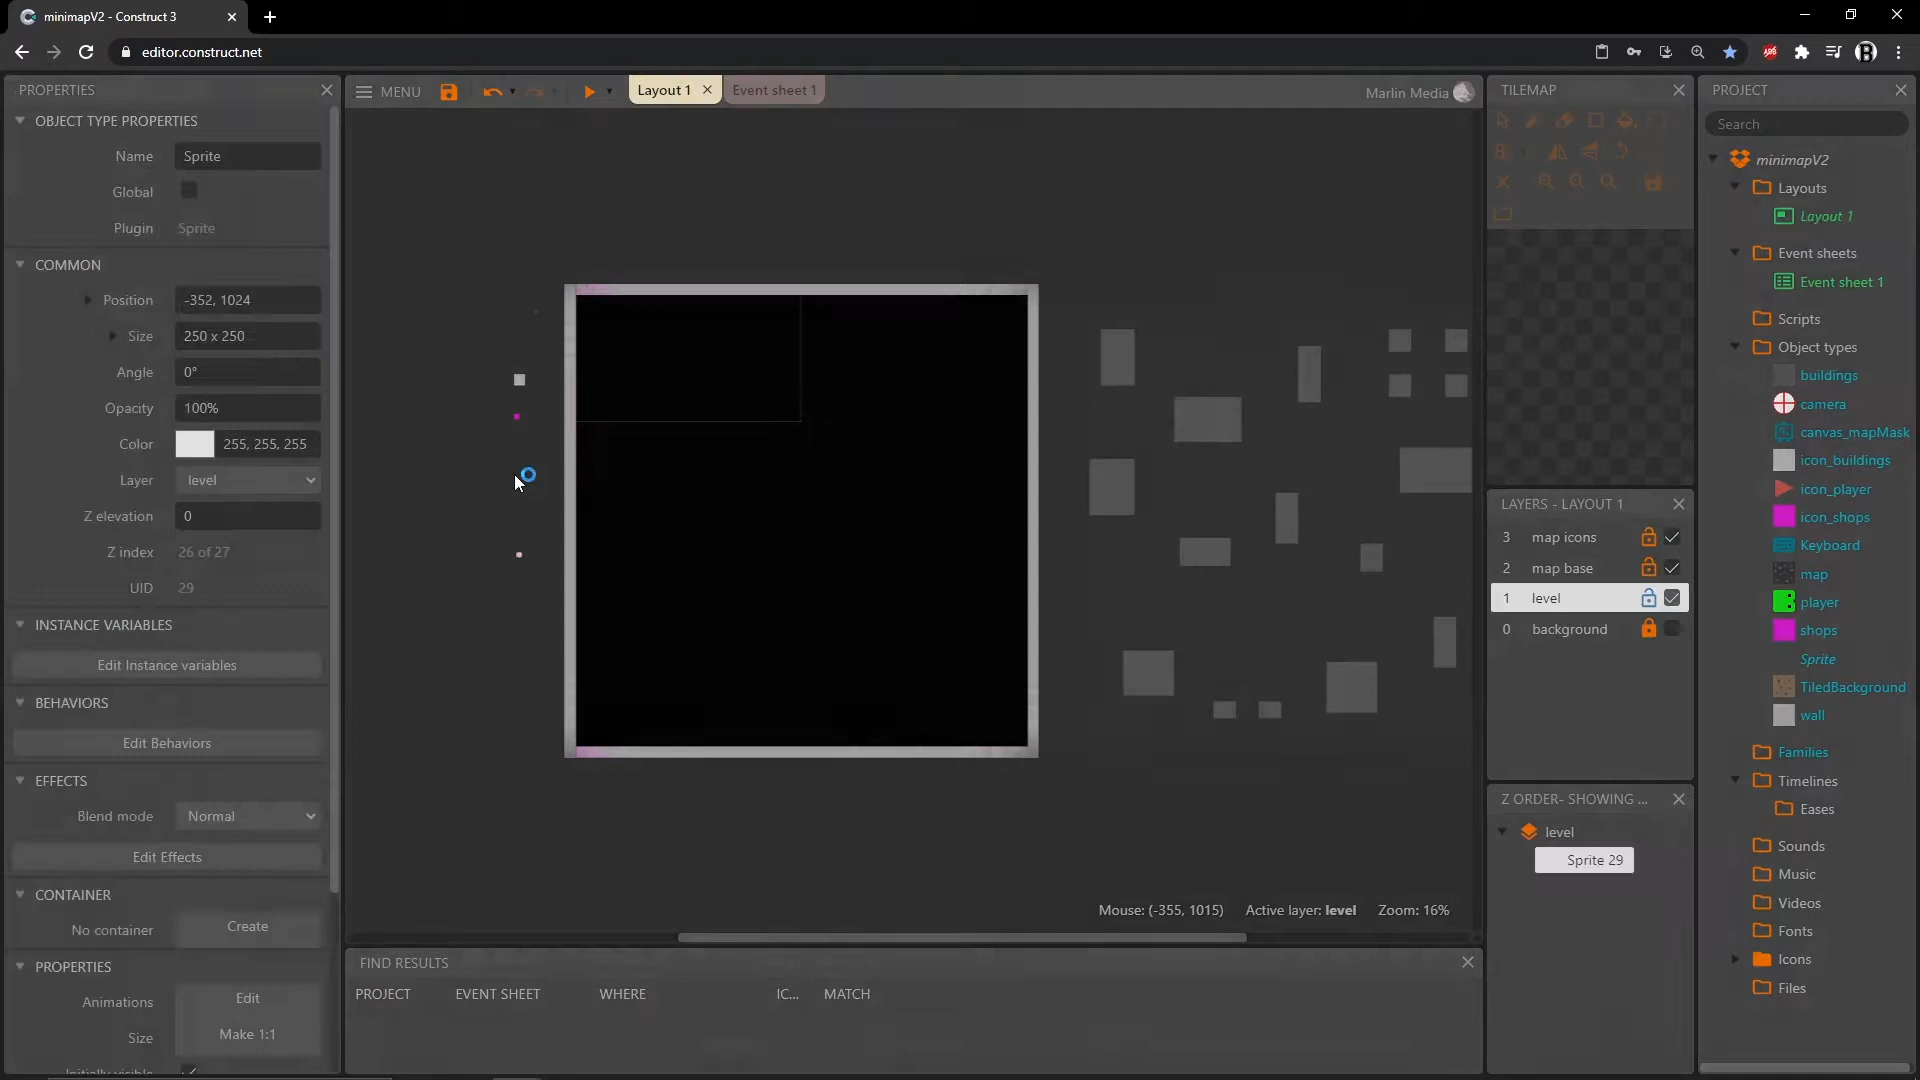 minimapV2 - Construct 3
editor.construct.net
PROPERTIES
OBJECT TYPE PROPERTIES
Name Sprite
Global
Plugin Sprite
COMMON
Position -352, 1024
Size 250 x 250
Angle 0°
Opacity 100%
Color 255, 255, 255
Layer level
Z elevation 0
Z index 26 of 27
UID 29
INSTANCE VARIABLES
Edit Instance variables
BEHAVIORS
Edit Behaviors
EFFECTS
Blend mode Normal
Edit Effects
CONTAINER
No container Create
PROPERTIES
Animations Edit
Size Make 1:1
Initially visible
MENU
Layout 1
Event sheet 1
Marlin Media
Mouse: (-355, 1015) Active layer: level Zoom: 16%
FIND RESULTS
PROJECT EVENT SHEET WHERE IC... MATCH
TILEMAP
LAYERS - LAYOUT 1
3 map icons
2 map base
1 level
0 background
Z ORDER- SHOWING ...
level
Sprite 29
PROJECT
Search
minimapV2
Layouts
Layout 1
Event sheets
Event sheet 1
Scripts
Object types
buildings
camera
canvas_mapMask
icon_buildings
icon_player
icon_shops
Keyboard
map
player
shops
Sprite
TiledBackground
wall
Families
Timelines
Eases
Sounds
Music
Videos
Fonts
Icons
Files